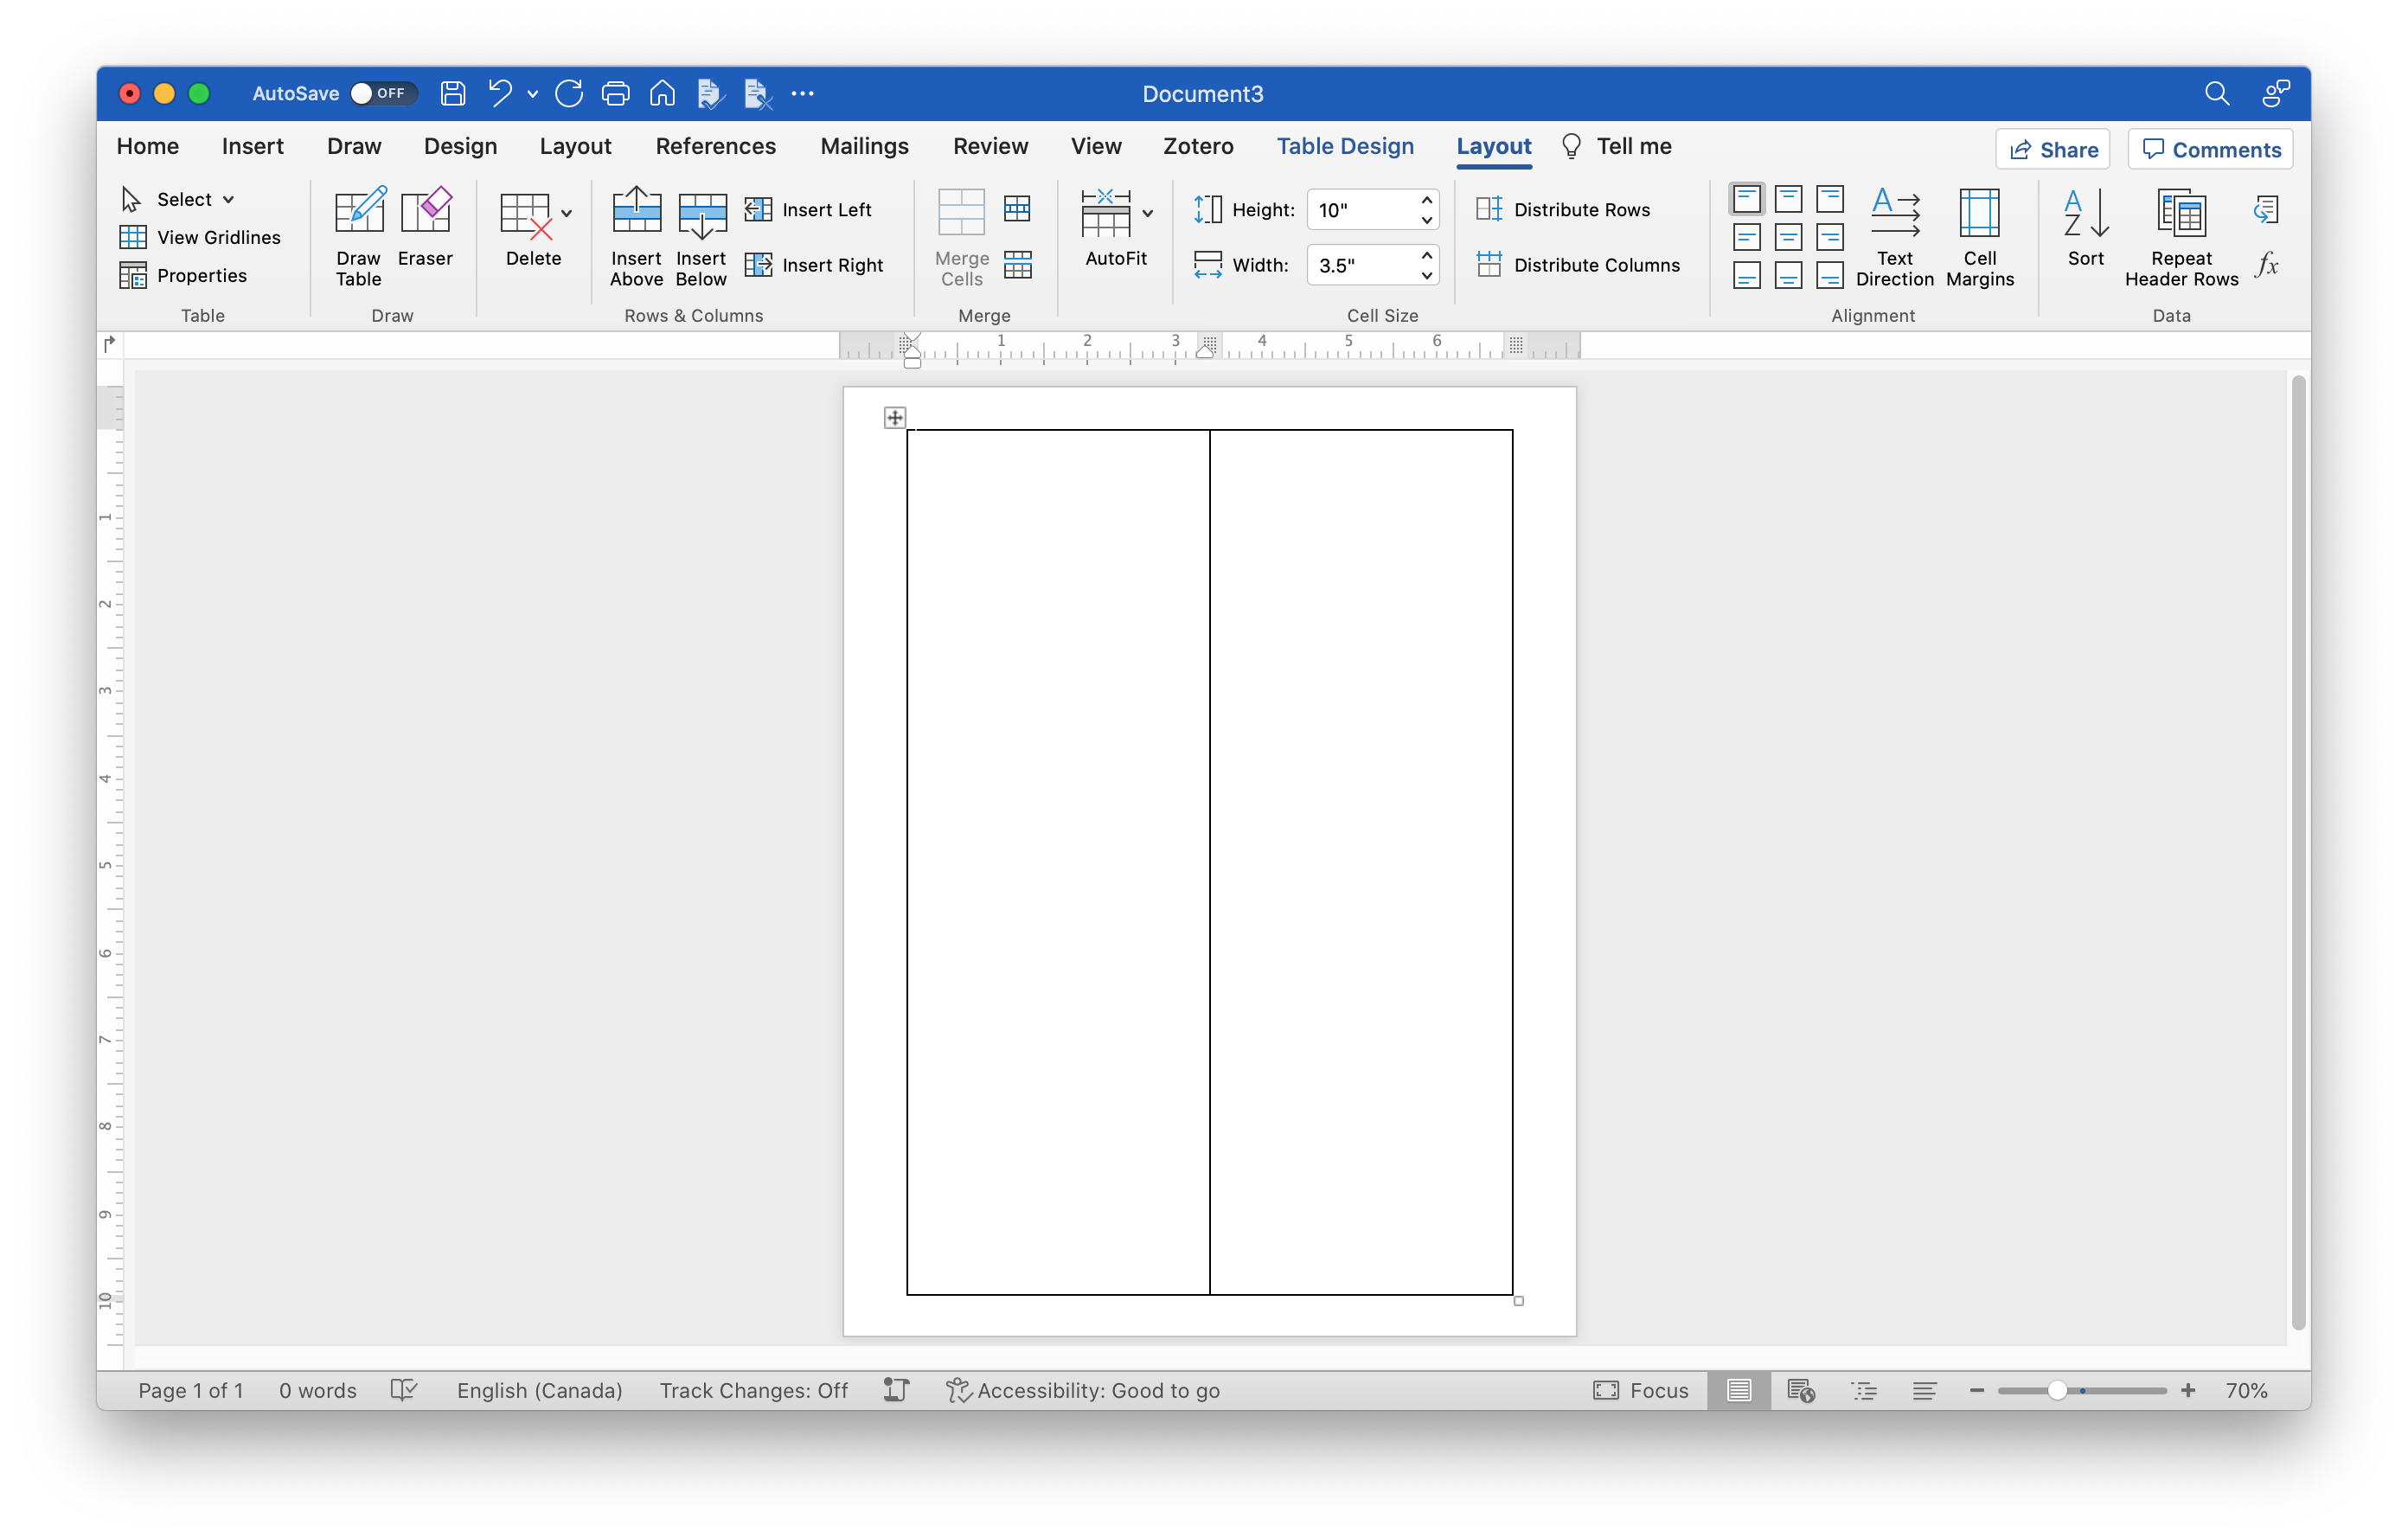 AutoSave OFF Document3
Home Insert Draw Design Layout References Mailings Review View Zotero Table Design Layout Tell me Share Comments
Select
View Gridlines
Properties
Table
Draw Table
Eraser
Draw
Delete
Insert Above
Insert Below
Insert Left
Insert Right
Rows & Columns
Merge Cells
Merge
AutoFit
Height: 10"
Width: 3.5"
Distribute Rows
Distribute Columns
Cell Size
Text Direction
Cell Margins
Alignment
A Z
Sort
Repeat Header Rows
fx
Data
1 2 3 4 5 6
1
2
3
4
5
6
7
8
9
10
Page 1 of 1 0 words English (Canada) Track Changes: Off Accessibility: Good to go Focus 70%